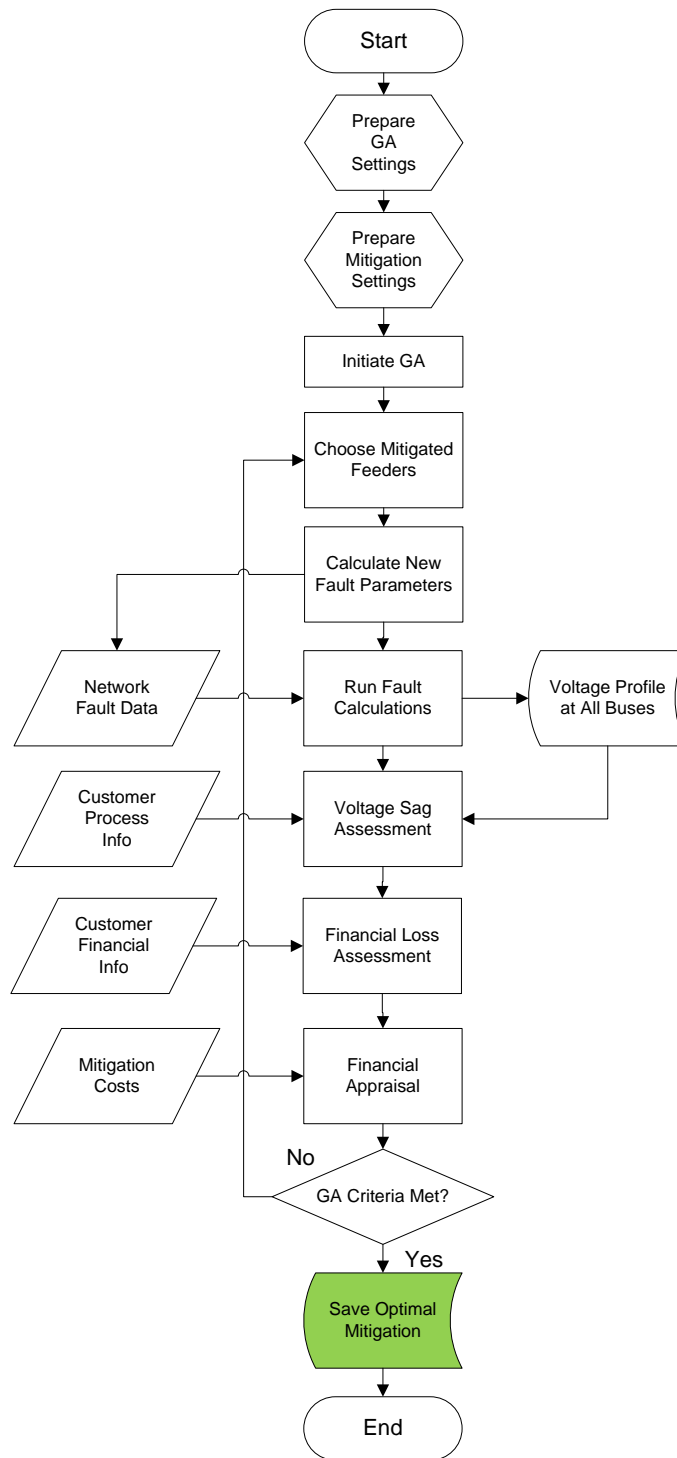 Start
Prepare
GA
Settings
Prepare
Mitigation
Settings
Initiate GA
Choose Mitigated
Feeders
Calculate New
Fault Parameters
Network
Fault Data
Run Fault
Calculations
Voltage Profile
at All Buses
Customer
Process
Info
Voltage Sag
Assessment
Customer
Financial
Info
Financial Loss
Assessment
Mitigation
Costs
Financial
Appraisal
No
GA Criteria Met?
Yes
Save Optimal
Mitigation
End